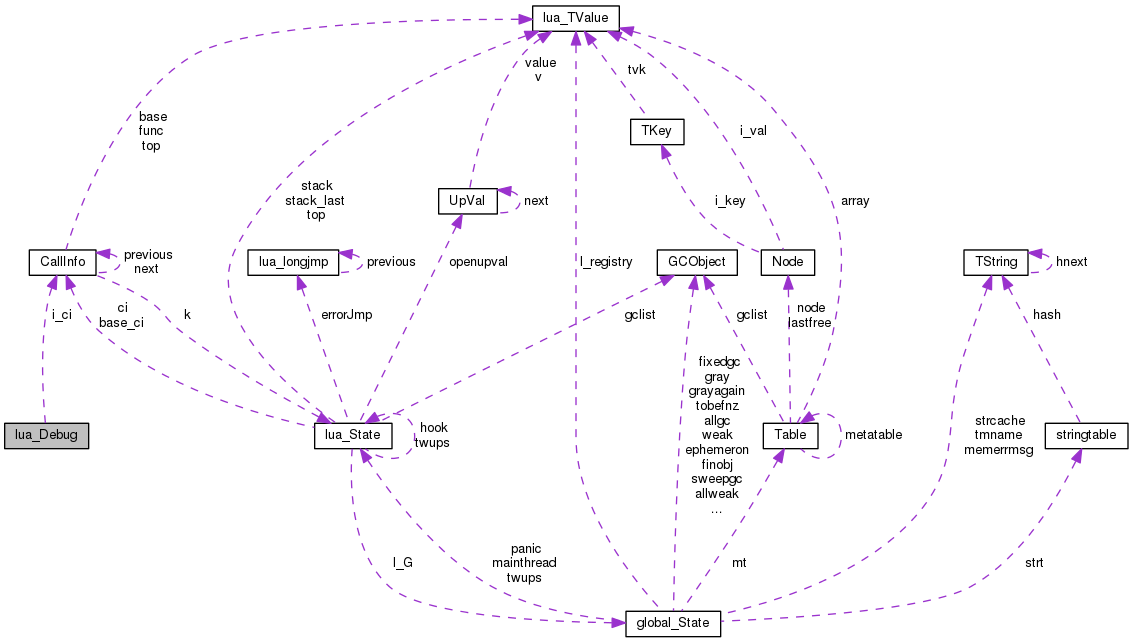 lua_TValue
base
func
top
value
v
tvk
TKey
i_val
stack
stack_last
top
UpVal
next
i_key
array
CallInfo
previous
next
lua_longjmp
previous
openupval
l_registry
GCObject
Node
TString
hnext
i_ci
ci
base_ci
k
errorJmp
gclist
gclist
node
lastfree
hash
fixedgc
gray
grayagain
tobefnz
allgc
weak
ephemeron
finobj
sweepgc
allweak
...
lua_Debug
lua_State
hook
twups
Table
metatable
strcache
tmname
memerrmsg
stringtable
l_G
panic
mainthread
twups
mt
strt
global_State